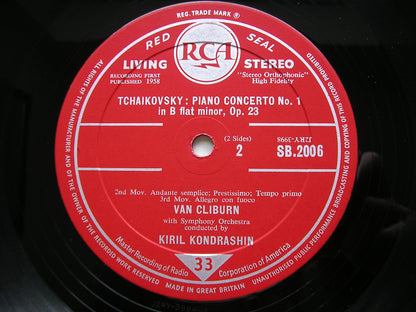 REG. TRADE MARK
RED SEAL
RCA
LIVING STEREO
RECORDING FIRST PUBLISHED 1958
"Stereo Orthophonic" High Fidelity
TCHAIKOVSKY : PIANO CONCERTO No. 1
in B flat minor, Op. 23
(2 Sides)
2
J2RY-3998
SB.2006
2nd Mov. Andante semplice; Prestissimo; Tempo primo
3rd Mov. Allegro con fuoco
VAN CLIBURN
with Symphony Orchestra
conducted by
KIRIL KONDRASHIN
Master Recording of Radio Corporation of America
33
MADE IN GREAT BRITAIN
ALL RIGHTS OF THE MANUFACTURER AND OF THE OWNER OF THE RECORDED WORK RESERVED
UNAUTHORISED PUBLIC PERFORMANCE BROADCASTING AND COPYING OF THIS RECORD PROHIBITED